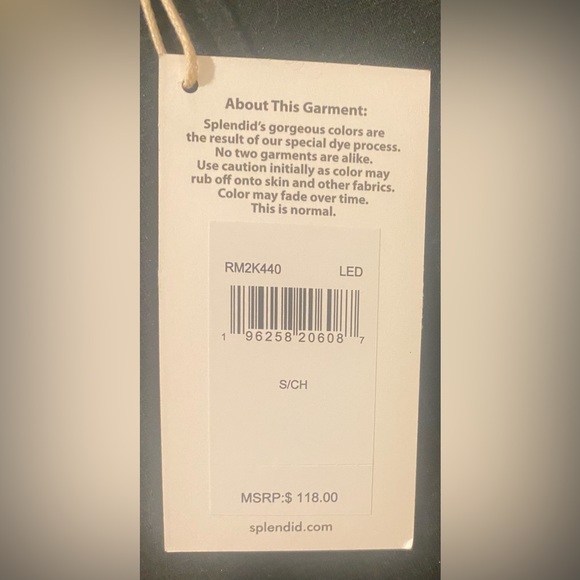 About This Garment:
Splendid's gorgeous colors are
the result of our special dye process.
No two garments are alike.
Use caution initially as color may
rub off onto skin and other fabrics.
Color may fade over time.
This is normal.
RM2K440 LED
1 96258 20608 7
S/CH
MSRP:$ 118.00
splendid.com